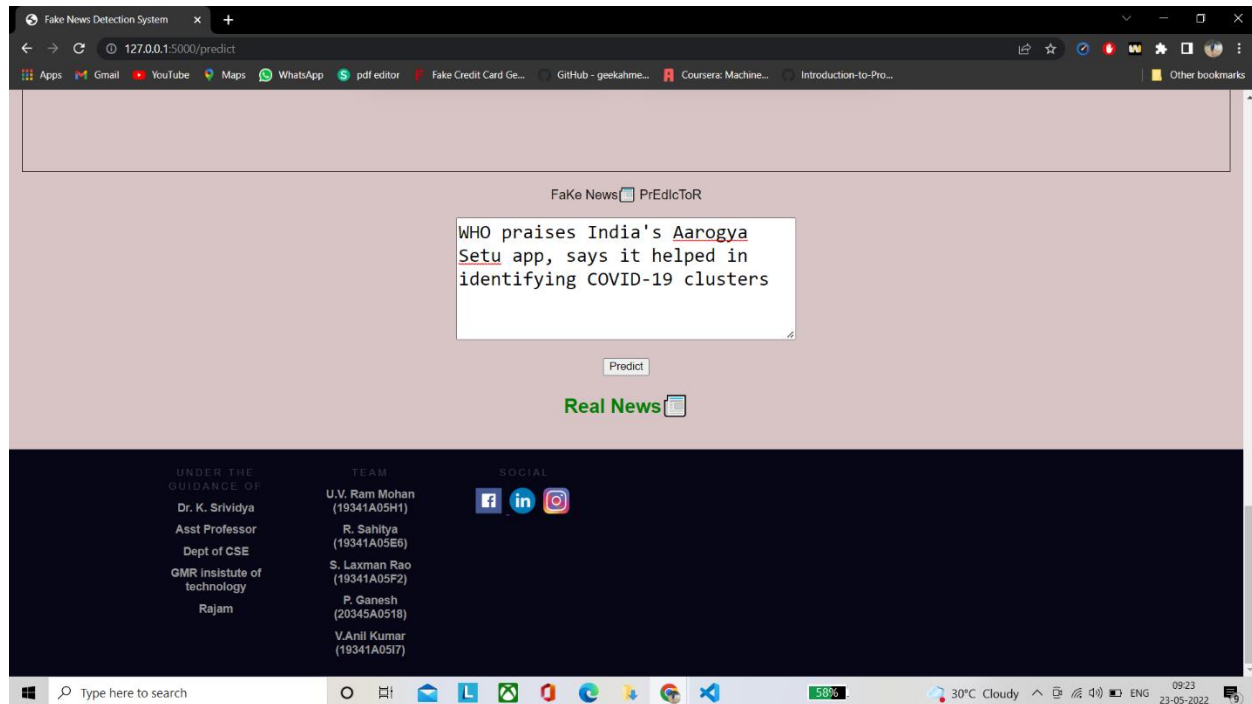 Fake News Detection System
127.0.0.1:5000/predict
Apps Gmail YouTube Maps WhatsApp pdf editor Fake Credit Card Ge... GitHub - geekahme... Coursera: Machine... Introduction-to-Pro... Other bookmarks
FaKe News PrEdIcToR
WHO praises India's Aarogya
Setu app, says it helped in
identifying COVID-19 clusters
Predict
Real News
UNDER THE
GUIDANCE OF
Dr. K. Srividya
Asst Professor
Dept of CSE
GMR insistute of
technology
Rajam
TEAM
U.V. Ram Mohan
(19341A05H1)
R. Sahitya
(19341A05E6)
S. Laxman Rao
(19341A05F2)
P. Ganesh
(20345A0518)
V.Anil Kumar
(19341A05I7)
SOCIAL
Type here to search
58%
30°C Cloudy
ENG
09:23
23-05-2022